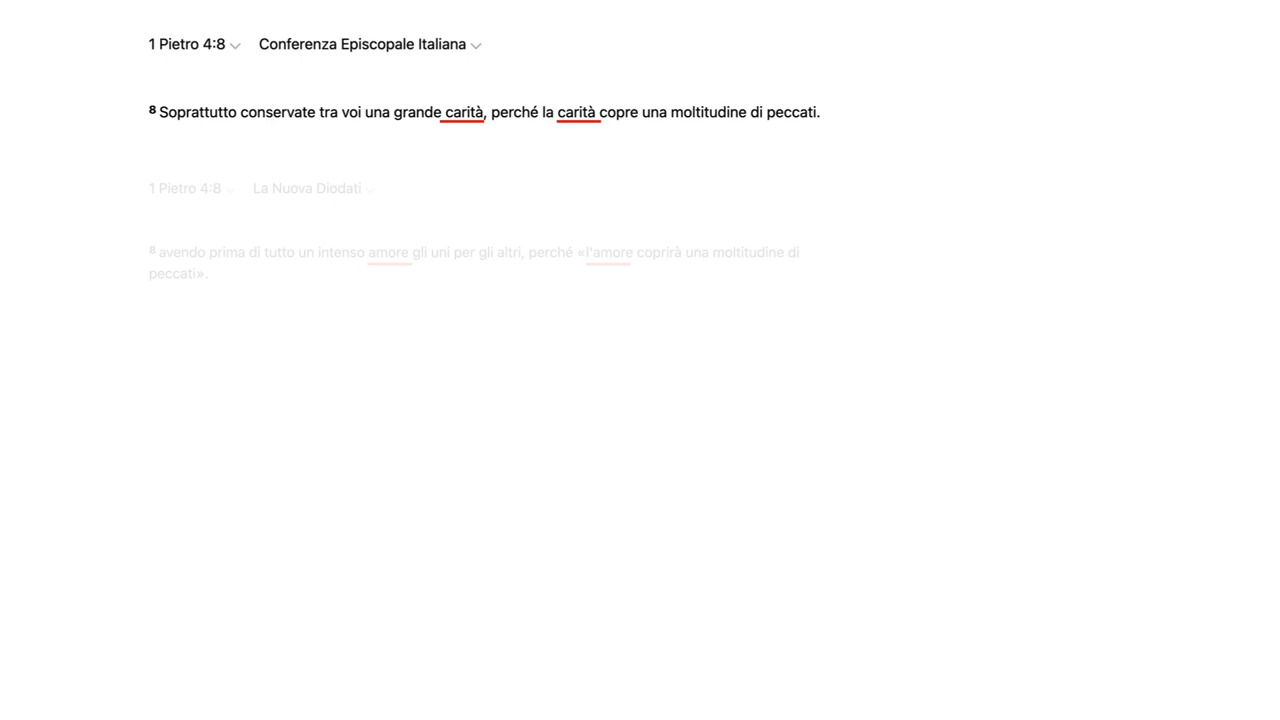 1 Pietro 4:8 Conferenza Episcopale Italiana
8 Soprattutto conservate tra voi una grande carità, perché la carità copre una moltitudine di peccati.
1 Pietro 4:8 La Nuova Diodati
8 avendo prima di tutto un intenso amore gli uni per gli altri, perché «l'amore coprirà una moltitudine di
peccati».